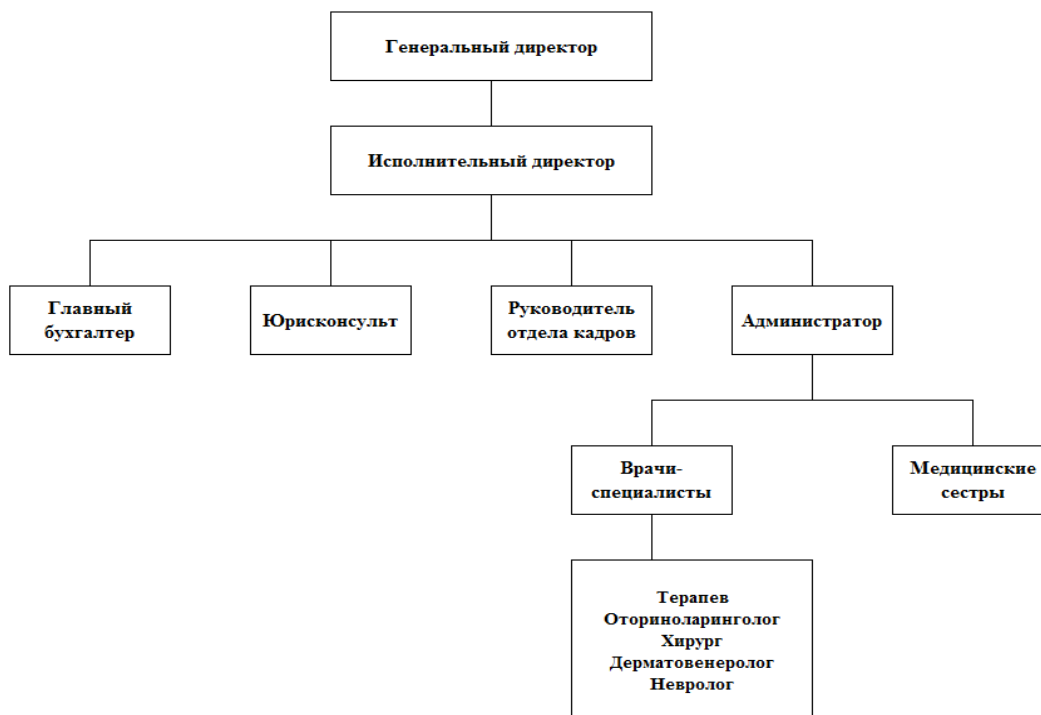 Генеральный директор
Исполнительный директор
Главный
бухгалтер
Юрисконсульт
Руководитель
отдела кадров
Администратор
Врачи-
специалисты
Медицинские
сестры
Терапев
Оториноларинголог
Хирург
Дерматовенеролог
Невролог